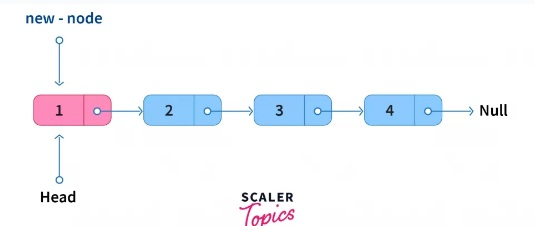 new - node
1 2 3 4 Null
Head
SCALER
Topics